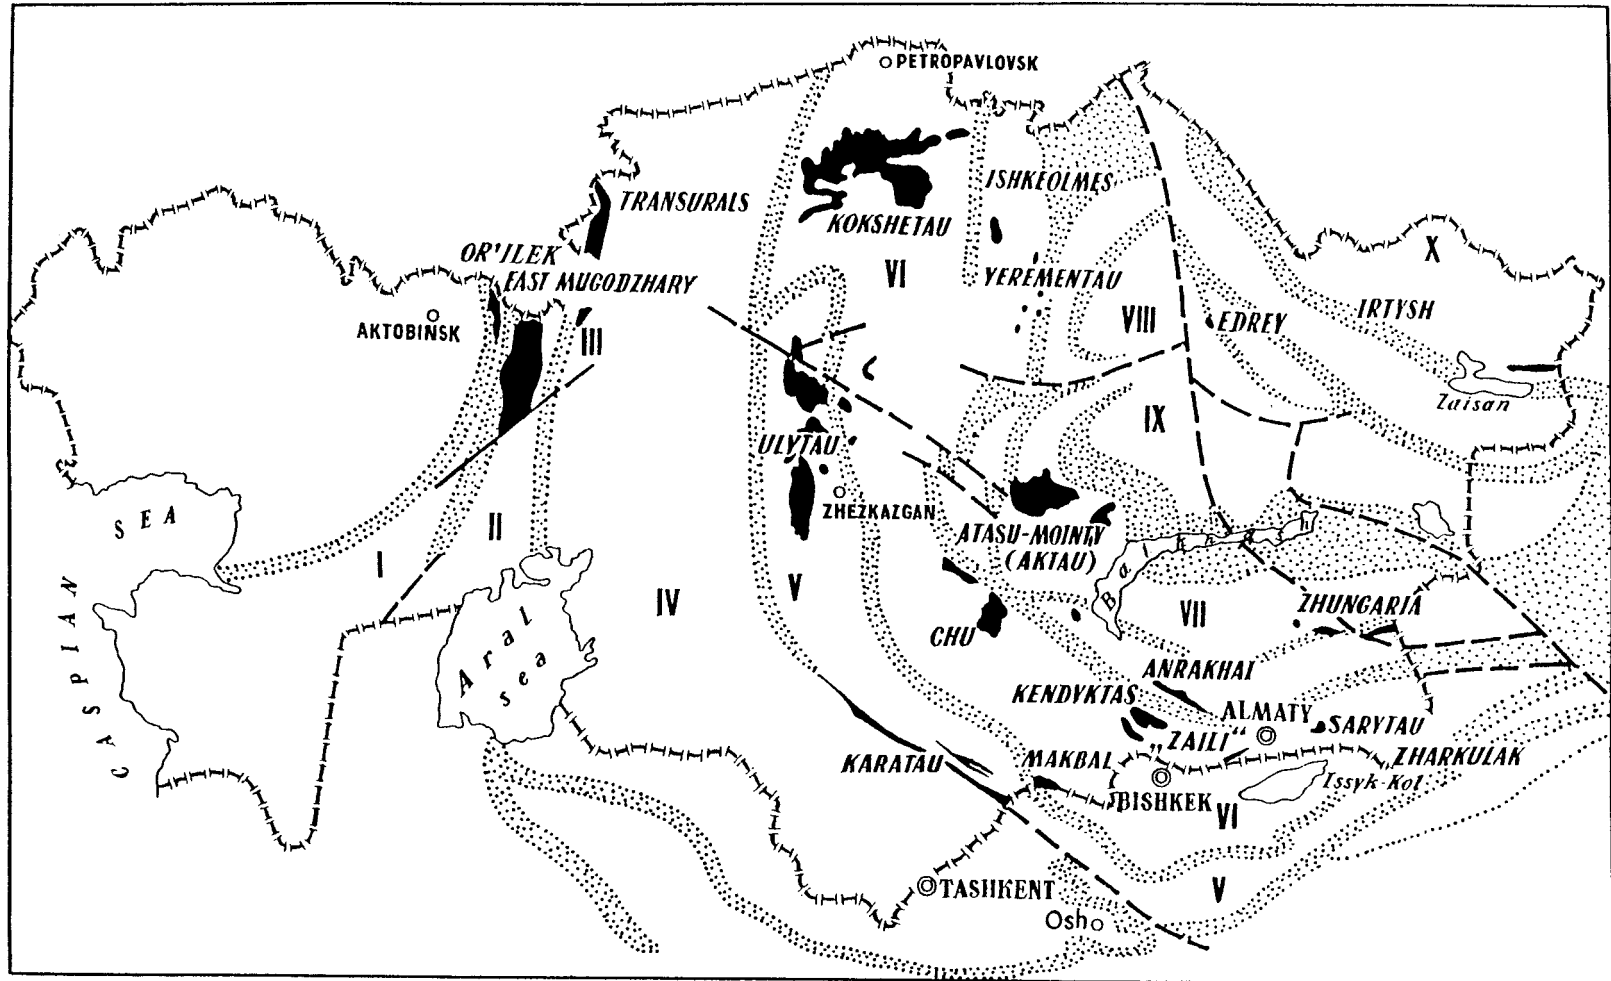 PETROPAVLOVSK
ISHKEOLMES
TRANSURALS
KOKSHETAU
X
OR'ILEK
EAST MUGODZHARY
VI
YEREMENTAU
AKTOBINSK
III
VIII
EDREY
IRTYSH
Zaisan
IX
ULYTAU
ZHEZKAZGAN
SEA
II
ATASU-MOINTY
(AKTAU)
Balkhash
I
V
IV
CASPIAN
Aral
sea
CHU
VII
ZHUNGARIA
ANRAKHAI
KENDYKTAS
ALMATY
SARYTAU
„ZAILI“
KARATAU
MAKBAL
ZHARKULAK
Issyk-Kol
BISHKEK
VI
TASHKENT
V
Osh